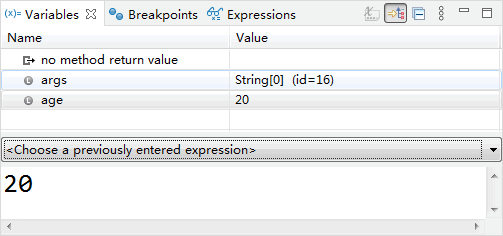 (x)= Variables Breakpoints Expressions
Name Value
no method return value
args String[0] (id=16)
age 20
<Choose a previously entered expression>
20